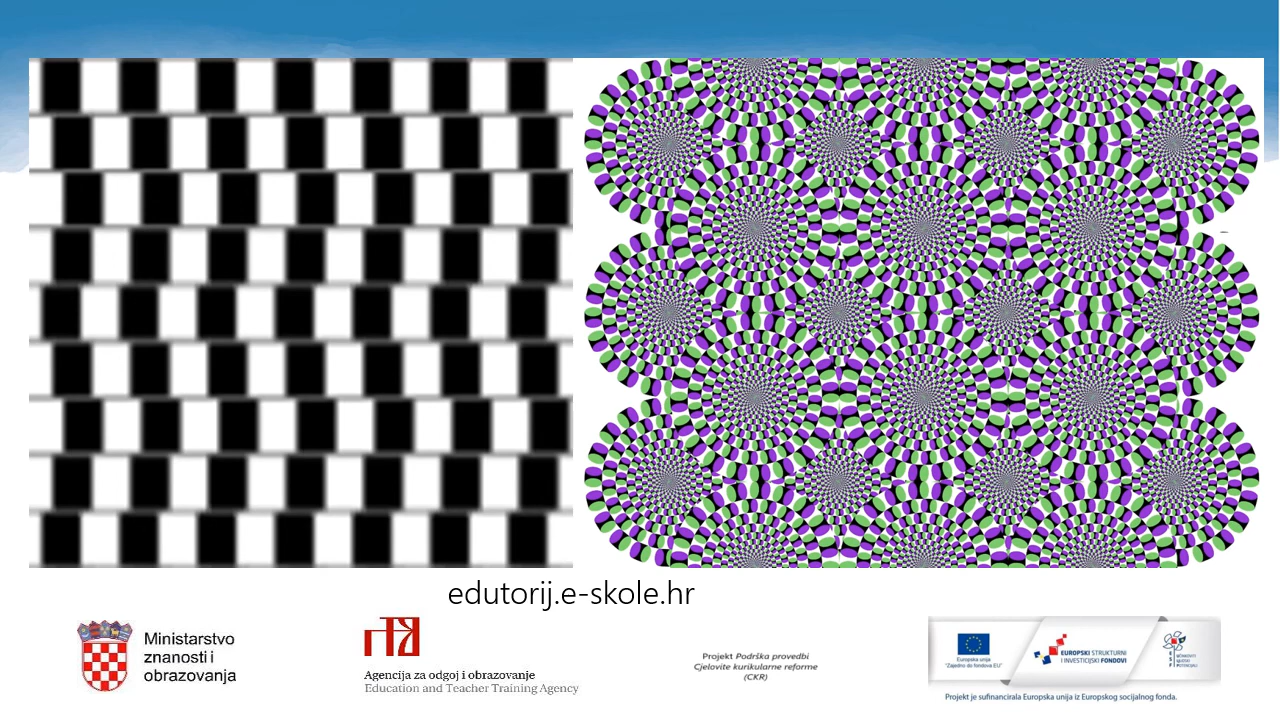 edutorij.e-skole.hr
Ministarstvo
znanosti i
obrazovanja
Agencija za odgoj i obrazovanje
Education and Teacher Training Agency
Projekt Podrška provedbi
Cjelovite kurikularne reforme
(CKR)
Europska unija
"Zajedno do fondova EU"
EUROPSKI STRUKTURNI
I INVESTICIJSKI FONDOVI
Projekt je sufinancirala Europska unija iz Europskog socijalnog fonda.